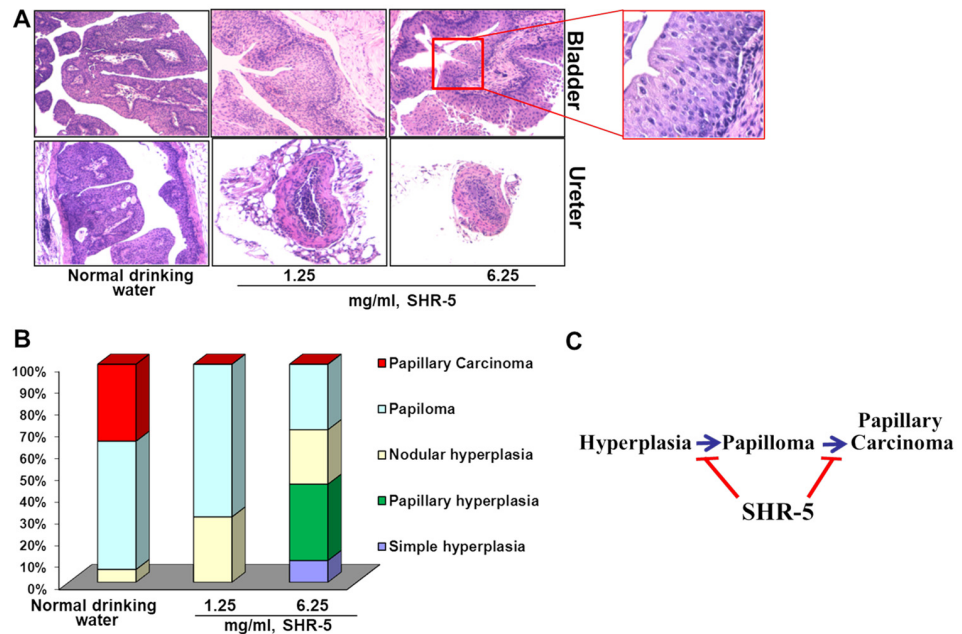 A
Bladder
Ureter
Normal drinking
water
1.25
6.25
mg/ml, SHR-5
B
100%
90%
80%
70%
60%
50%
40%
30%
20%
10%
0%
Normal drinking
water
1.25
6.25
mg/ml, SHR-5
Papillary Carcinoma
Papiloma
Nodular hyperplasia
Papillary hyperplasia
Simple hyperplasia
C
Hyperplasia
Papilloma
Papillary
Carcinoma
SHR-5